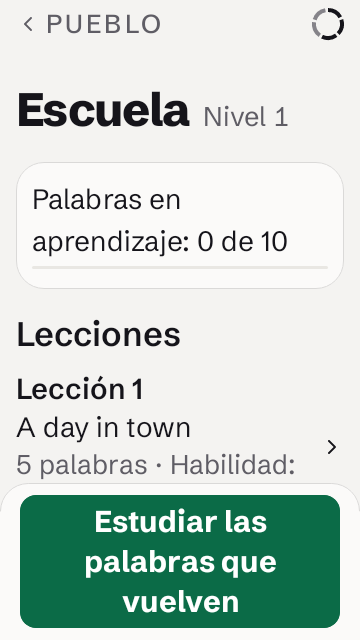 PUEBLO
Escuela Nivel 1
Palabras en
aprendizaje: 0 de 10
Lecciones
Lección 1
A day in town
5 palabras · Habilidad:
Estudiar las
palabras que
vuelven